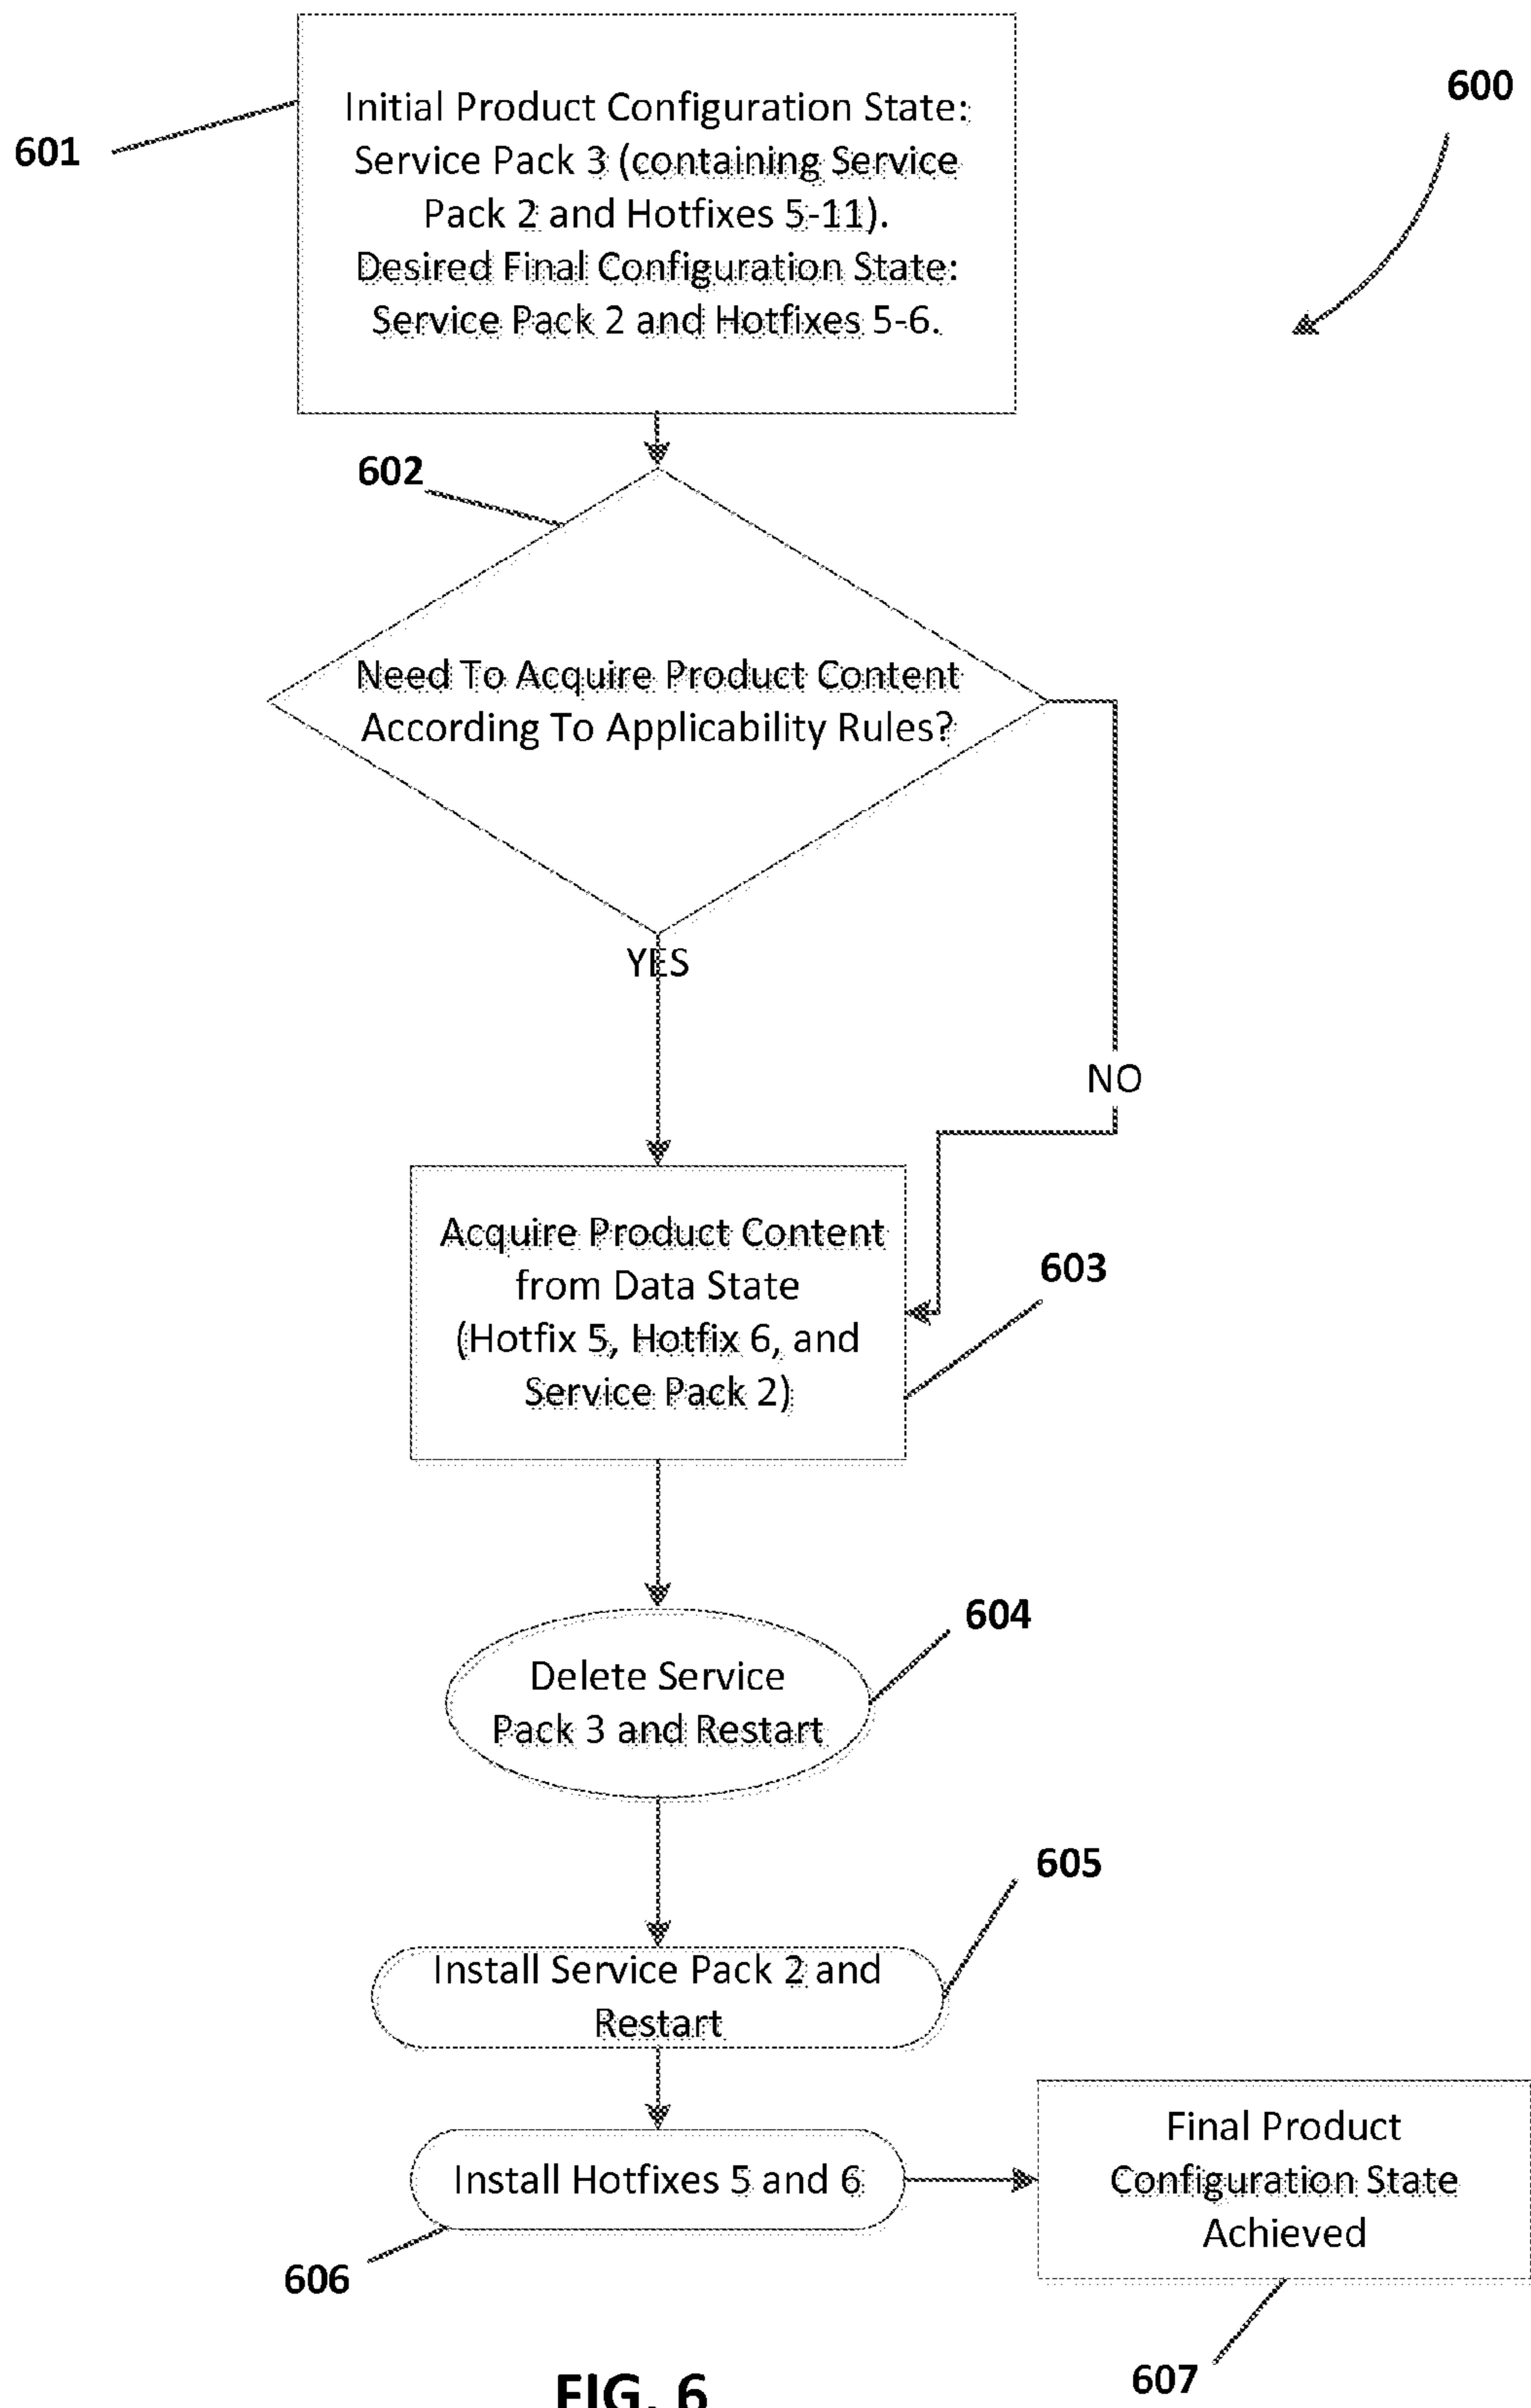 600
601
Initial Product Configuration State:
Service Pack 3 (containing Service
Pack 2 and Hotfixes 5-11).
Desired Final Configuration State:
Service Pack 2 and Hotfixes 5-6.
602
Need To Acquire Product Content
According To Applicability Rules?
YES
NO
Acquire Product Content
from Data State
(Hotfix 5, Hotfix 6, and
Service Pack 2)
603
604
Delete Service
Pack 3 and Restart
605
Install Service Pack 2 and
Restart
Install Hotfixes 5 and 6
606
Final Product
Configuration State
Achieved
607
FIG. 6